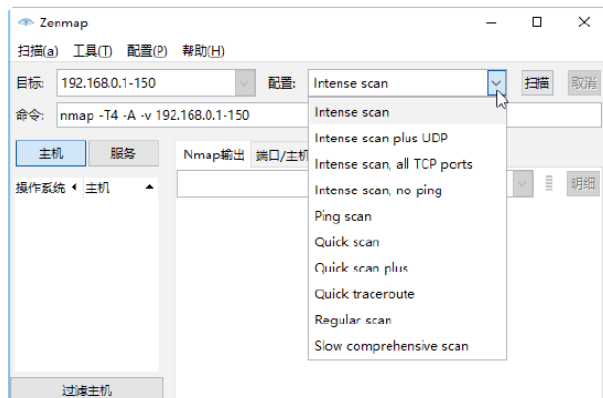 Zenmap
扫描(a) 工具(T) 配置(P) 帮助(H)
目标: 192.168.0.1-150 配置: Intense scan 扫描 取消
命令: nmap -T4 -A -v 192.168.0.1-150
Intense scan
Intense scan plus UDP
Intense scan, all TCP ports
Intense scan, no ping
Ping scan
Quick scan
Quick scan plus
Quick traceroute
Regular scan
Slow comprehensive scan
主机 服务 Nmap输出 端口/主机
操作系统 主机 明细
过滤主机